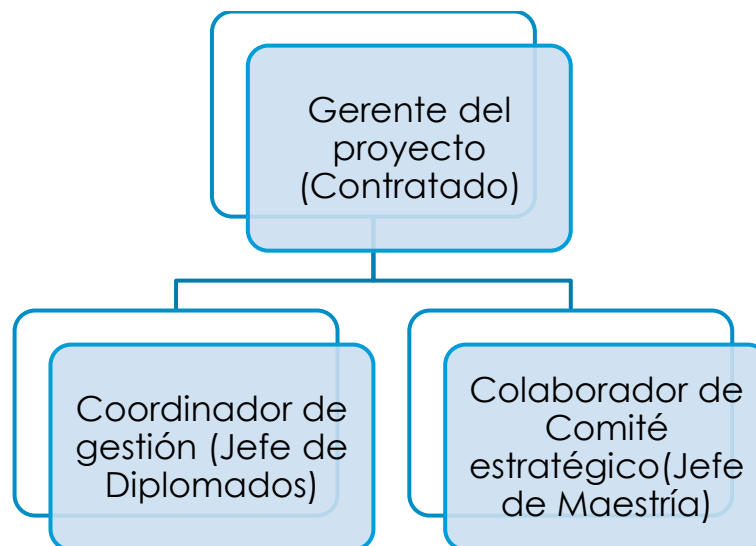 Gerente del
proyecto
(Contratado)
Coordinador de
gestión (Jefe de
Diplomados)
Colaborador de
Comité
estratégico(Jefe
de Maestría)